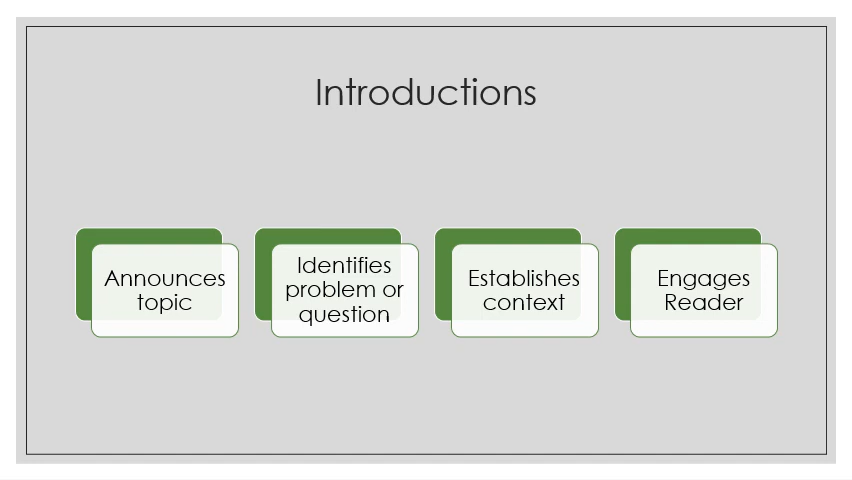 Introductions
Announces
topic
Identifies
problem or
question
Establishes
context
Engages
Reader